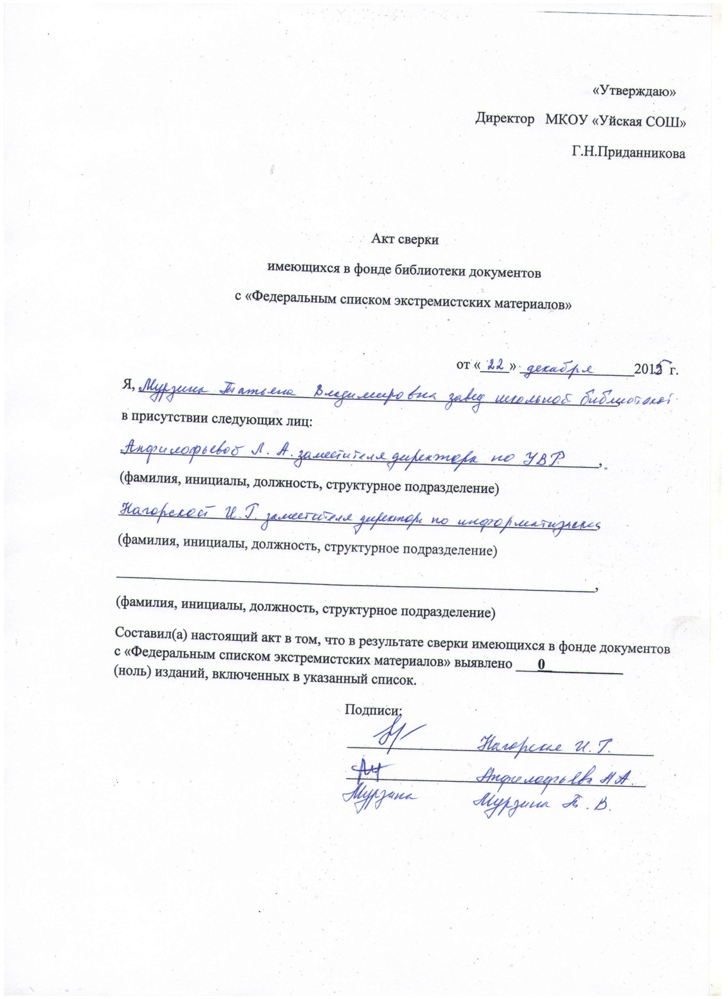 «Утверждаю»
Директор МКОУ «Уйская СОШ»
Г.Н.Приданникова
Акт сверки
имеющихся в фонде библиотеки документов
с «Федеральным списком экстремистских материалов»
от «22» декабря 2015 г.
Я, Мурзина Татьяна Владимировна завед школьной библиотекой,
в присутствии следующих лиц:
Анфилофьевой Л. А. заместителя директора по УВР,
(фамилия, инициалы, должность, структурное подразделение)
Нагорской И. Г. заместителя директора по информатизации,
(фамилия, инициалы, должность, структурное подразделение)
,
(фамилия, инициалы, должность, структурное подразделение)
Составил(а) настоящий акт в том, что в результате сверки имеющихся в фонде документов
с «Федеральным списком экстремистских материалов» выявлено 0
(ноль) изданий, включенных в указанный список.
Подписи:
Нагорская И. Г.
Анфилофьева Л А.
Мурзина Мурзина Т. В.